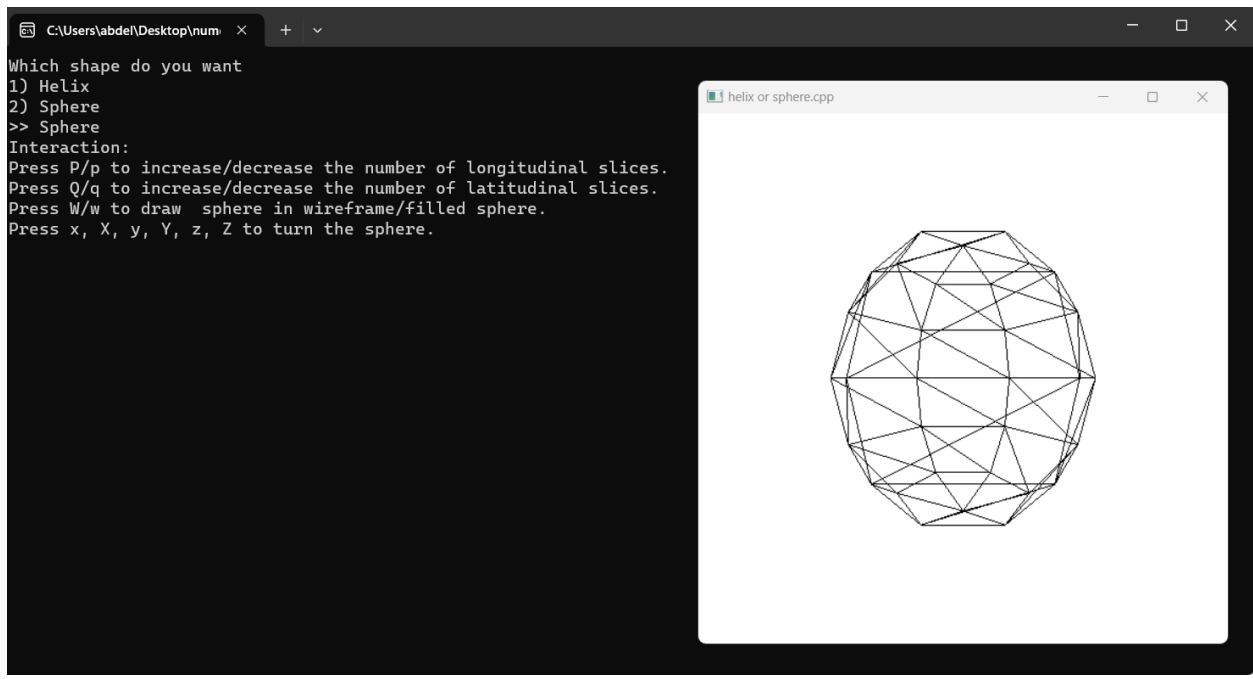 C:\Users\abdel\Desktop\num
Which shape do you want
1) Helix
2) Sphere
>> Sphere
Interaction:
Press P/p to increase/decrease the number of longitudinal slices.
Press Q/q to increase/decrease the number of latitudinal slices.
Press W/w to draw  sphere in wireframe/filled sphere.
Press x, X, y, Y, z, Z to turn the sphere.
helix or sphere.cpp